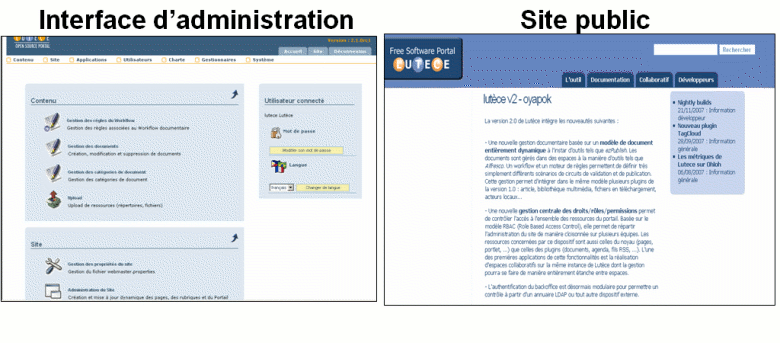 Interface d'administration
Site public
OPEN SOURCE PORTAL
Accueil Site Déconnexion
Contenu Site Applications Utilisateurs Charte Gestionnaires Système
Contenu
Gestion des règles du Workflow
Gestion des règles associées au Workflow documentaire
Gestion des documents
Création, modification et suppression de documents
Gestion des catégories de document
Gestion des catégories de document
Upload
Upload de ressources (répertoires, fichiers)
Site
Gestion des propriétés du site
Gestion du fichier webmaster properties
Administration du Site
Création et mise à jour dynamique des pages, des rubriques et du Portail
Utilisateur connecté
lutece Lutèce
Mot de passe
Modifier son mot de passe
Langue
français
Changer de langue
Free Software Portal
LUTECE
Rechercher
L'outil Documentation Collaboratif Développeurs
lutèce v2 - oyapok
La version 2.0 de Lutèce intègre les nouveautés suivantes :
- Une nouvelle gestion documentaire basée sur un modèle de document
entièrement dynamique à l'instar d'outils tels que ezPublish. Les
documents sont gérés dans des espaces à la manière d'outils tels que
Alfresco. Un workflow et un moteur de règles permettent de définir très
simplement différents scénarios de circuits de validation et de publication.
Cette gestion permet d'intégrer dans le même modèle plusieurs plugins de
la version 1.0 : article, bibliothèque multimédia, fichiers en téléchargement,
acteurs locaux...
- Une nouvelle gestion centrale des droits/rôles/permissions permet
de contrôler l'accès à l'ensemble des ressources du portail. Basée sur le
modèle RBAC (Role Based Access Control), elle permet de répartir
l'administration du site de manière cloisonnée sur plusieurs équipes. Les
ressources concernées par ce dispositif sont aussi celles du noyau (pages,
portlet, ...) que celles des plugins (documents, agenda, fils RSS, ...). L'une
des premières applications de cette fonctionnalités est la réalisation
d'espaces collaboratifs sur la même instance de Lutèce dont la gestion
pourra se faire de manière entièrement étanche entre espaces.
- L'authentification du backoffice est désormais modulaire pour permettre un
contrôle à partir d'un annuaire LDAP ou tout autre dispositif externe.
Nightly builds
21/11/2007 : Information
développeur
Nouveau plugin
TagCloud
26/09/2007 : Information
générale
Les métriques de
Lutece sur Ohloh
06/08/2007 : Information
générale